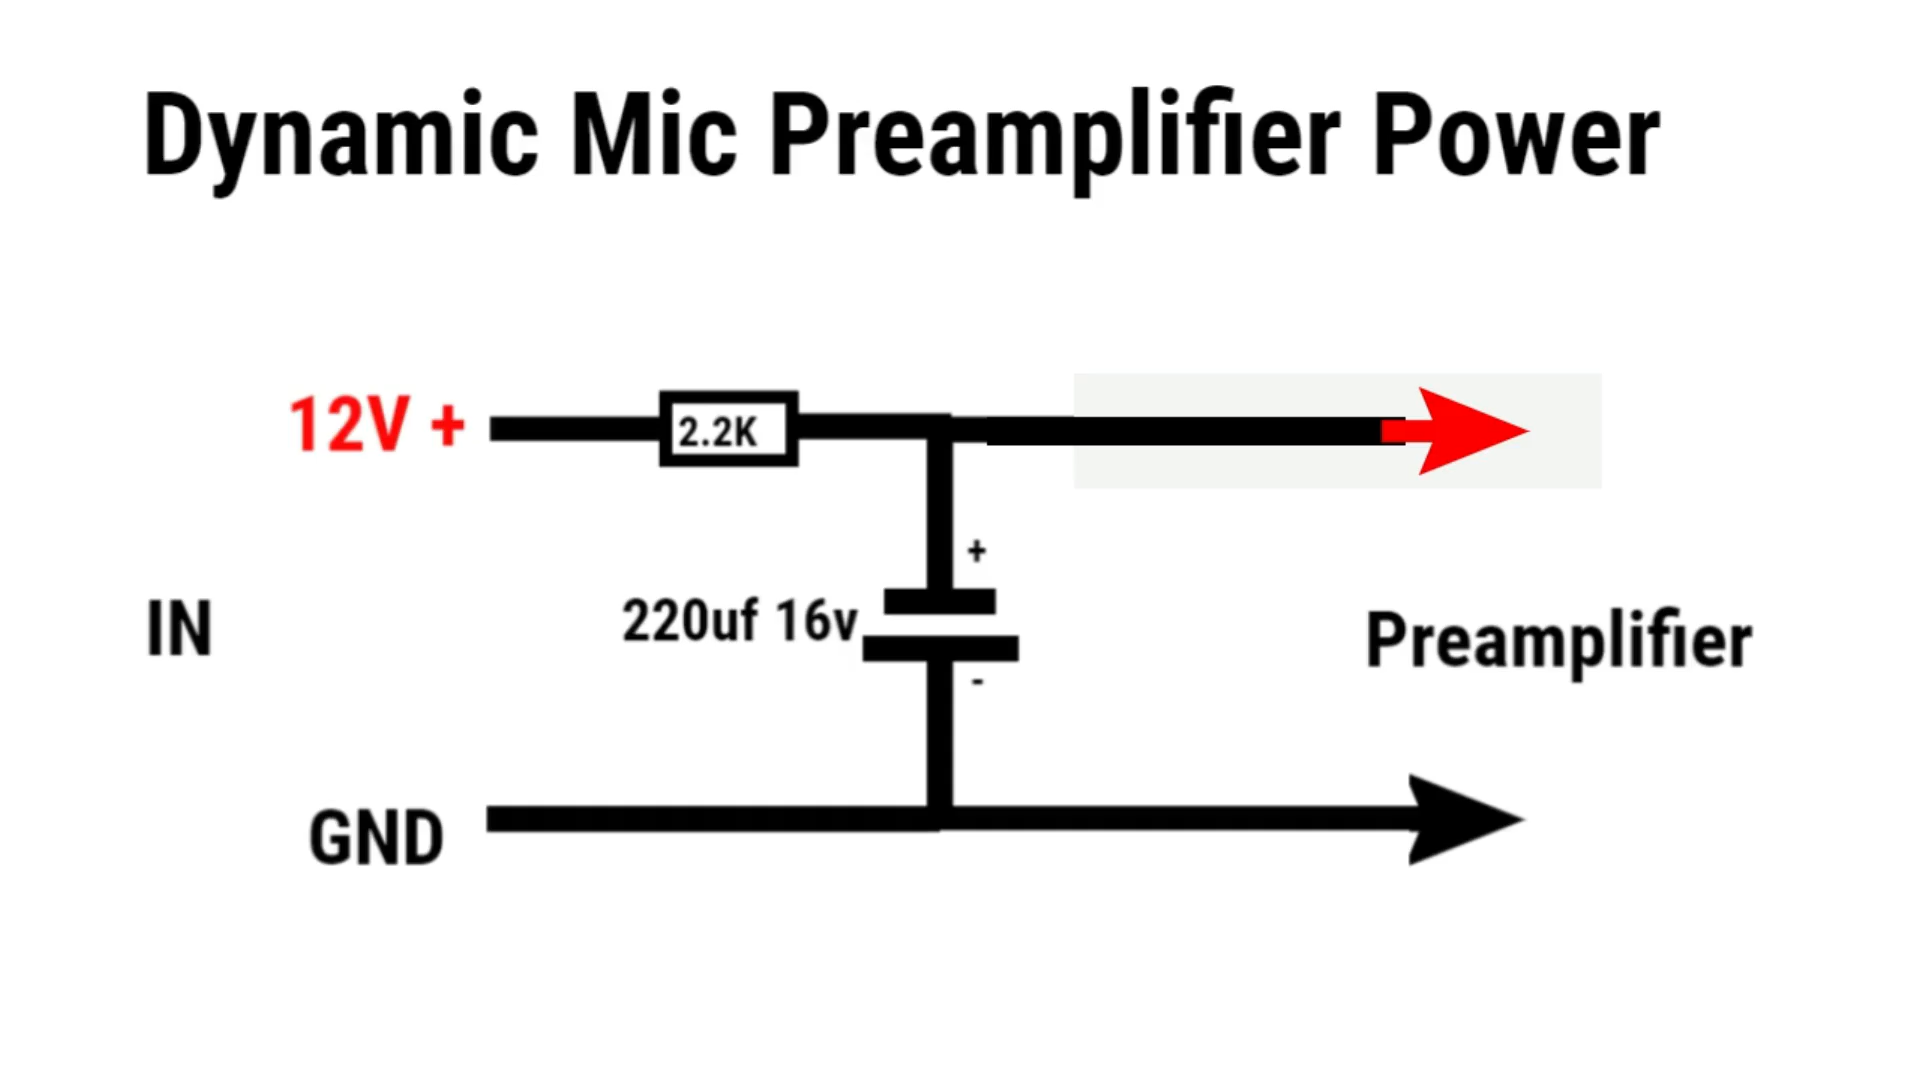 Dynamic Mic Preamplifier Power
12V +
2.2K
+
IN
220uf 16v
Preamplifier
-
GND